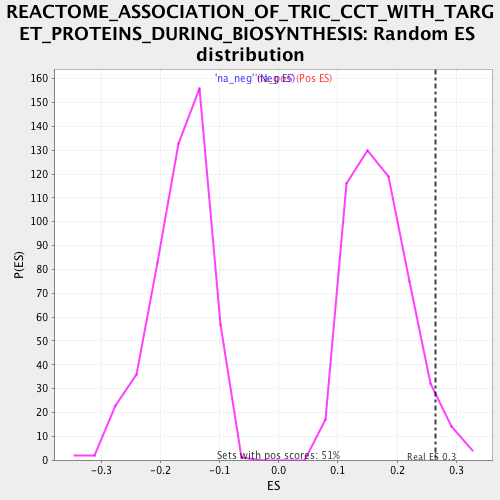 REACTOME_ASSOCIATION_OF_TRIC_CCT_WITH_TARG
ET_PROTEINS_DURING_BIOSYNTHESIS: Random ES
distribution
160
150
140
130
120
110
100
90
80
70
60
50
40
30
20
10
0
P(ES)
'na_neg' (Neg ES)
(Pos ES)
Sets with pos scores: 51%
Real ES 0.3
-0.3 -0.2 -0.1 0.0 0.1 0.2 0.3
ES